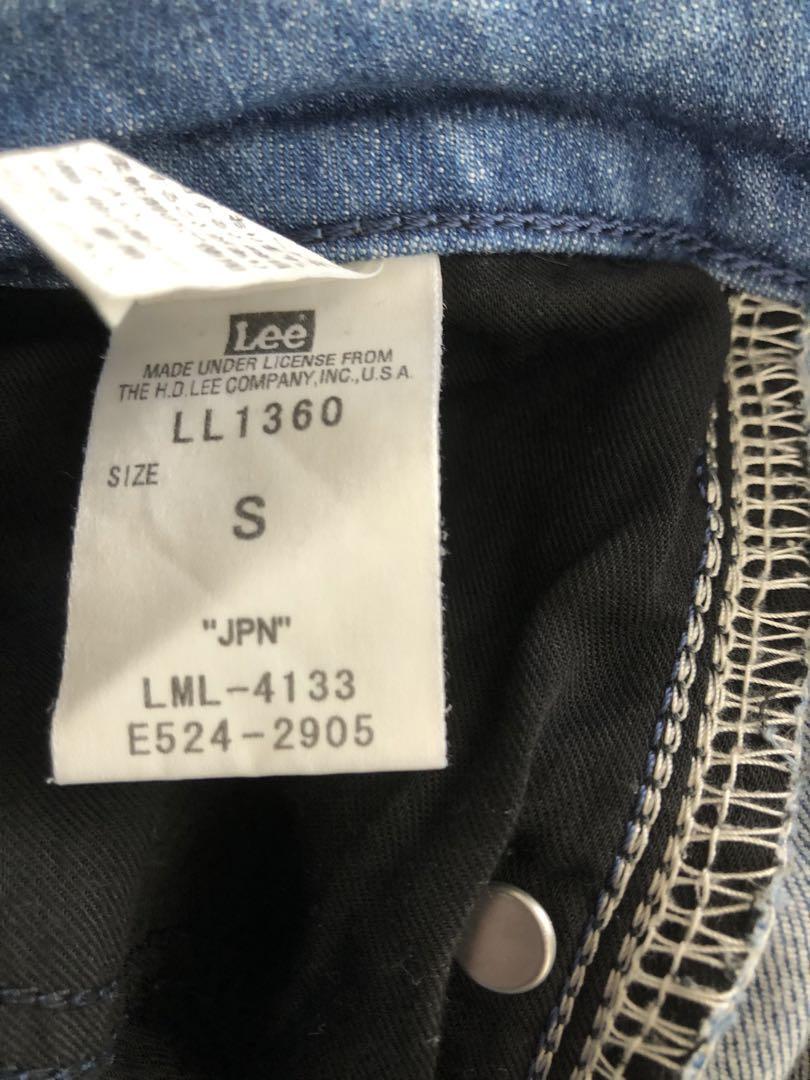 Lee
MADE UNDER LICENSE FROM
THE H.D.LEE COMPANY,INC.,U.S.A.
LL1360
SIZE
S
"JPN"
LML-4133
E524-2905